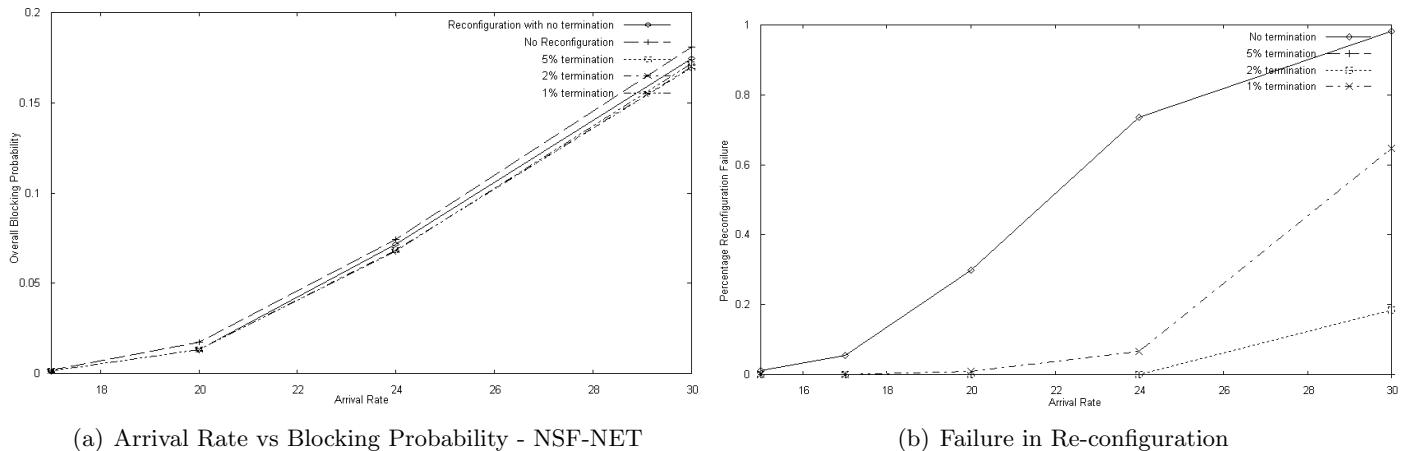 0.2
0.15
0.1
0.05
0
18
20
22
24
26
28
30
Overall Blocking Probability
Arrival Rate
Reconfiguration with no termination
No Reconfiguration
5% termination
2% termination
1% termination
(a) Arrival Rate vs Blocking Probability - NSF-NET
1
0.8
0.6
0.4
0.2
0
16
18
20
22
24
26
28
30
Percentage Reconfiguration Failure
Arrival Rate
No termination
5% termination
2% termination
1% termination
(b) Failure in Re-configuration